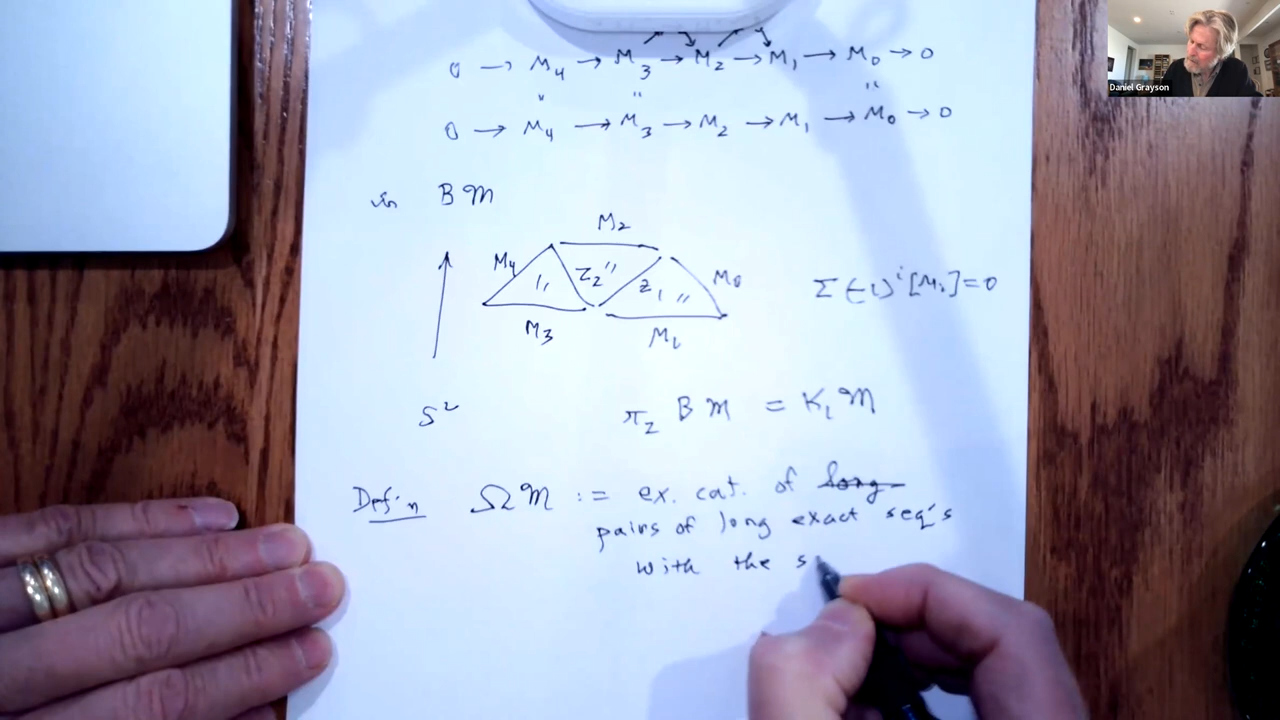 Daniel Grayson
0 → M₄ → M₃ → M₂ → M₁ → M₀ → 0
0 → M₄ → M₃ → M₂ → M₁ → M₀ → 0
in B𝓜
M₂
M₄ Z₂ Z₁ M₀ Σ(-1)ⁱ[Mᵢ]=0
M₃ M₁
S² π₂ B𝓜 = K₁𝓜
Def'n Ω𝓜 := ex. cat. of long
pairs of long exact seq's
with the s